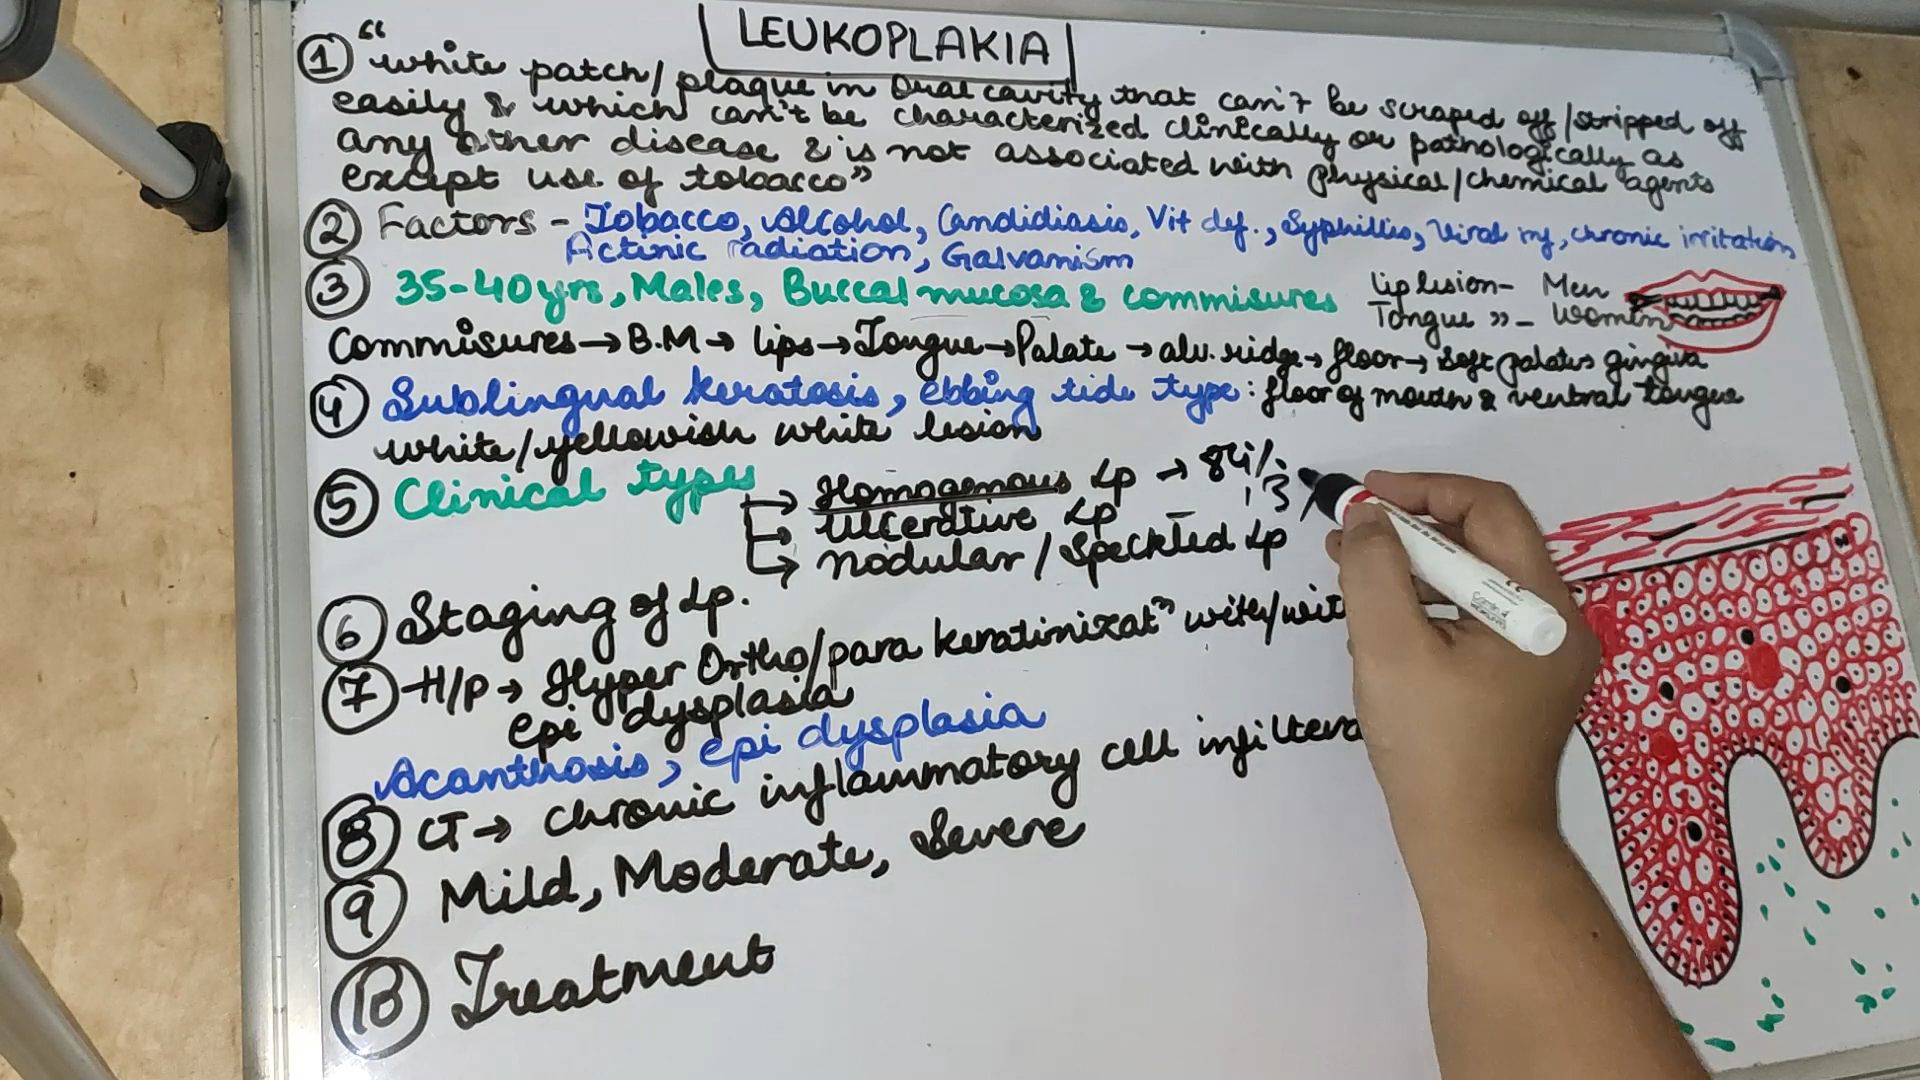 LEUKOPLAKIA
① "white patch/plaque in Oral cavity that can't be scraped off/stripped off
easily & which can't be characterized clinically or pathologically as
any other disease & is not associated with physical/chemical agents
except use of tobacco"
② Factors - Tobacco, Alcohol, Candidiasis, Vit def., Syphillis, Viral inf, chronic irritation
Actinic radiation, Galvanism
③ 35-40yrs, Males, Buccal mucosa & commisures
Lip lesion - Men
Tongue " - Women
Commisures → B.M → Lips → Tongue → Palate → alv. ridge → floor → soft palate & gingiva
④ Sublingual keratosis, ebbing tide type: floor of mouth & ventral tongue
white/yellowish white lesion
⑤ Clinical types → Homogenous Lp → 84%
13
→ Ulcerative Lp -
→ Nodular / Speckled Lp
⑥ Staging of Lp.
⑦ H/P → Hyper Ortho/para keratinizatⁿ with/wit
epi dysplasia
Acanthosis, epi dysplasia
⑧ CT → chronic inflammatory cell infiltera
⑨ Mild, Moderate, Severe
⑩ Treatment